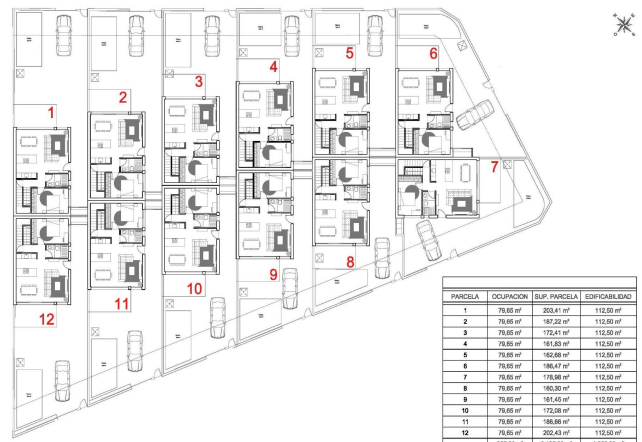 5
6
4
3
2
1
7
8
9
10
11
12
PARCELA OCUPACION SUP. PARCELA EDIFICABILIDAD
1 79,65 m² 203,41 m² 112,50 m²
2 79,65 m² 187,22 m² 112,50 m²
3 79,65 m² 172,41 m² 112,50 m²
4 79,65 m² 161,83 m² 112,50 m²
5 79,65 m² 162,68 m² 112,50 m²
6 79,65 m² 186,47 m² 112,50 m²
7 79,65 m² 178,98 m² 112,50 m²
8 79,65 m² 160,30 m² 112,50 m²
9 79,65 m² 161,45 m² 112,50 m²
10 79,65 m² 172,08 m² 112,50 m²
11 79,65 m² 186,66 m² 112,50 m²
12 79,65 m² 202,43 m² 112,50 m²